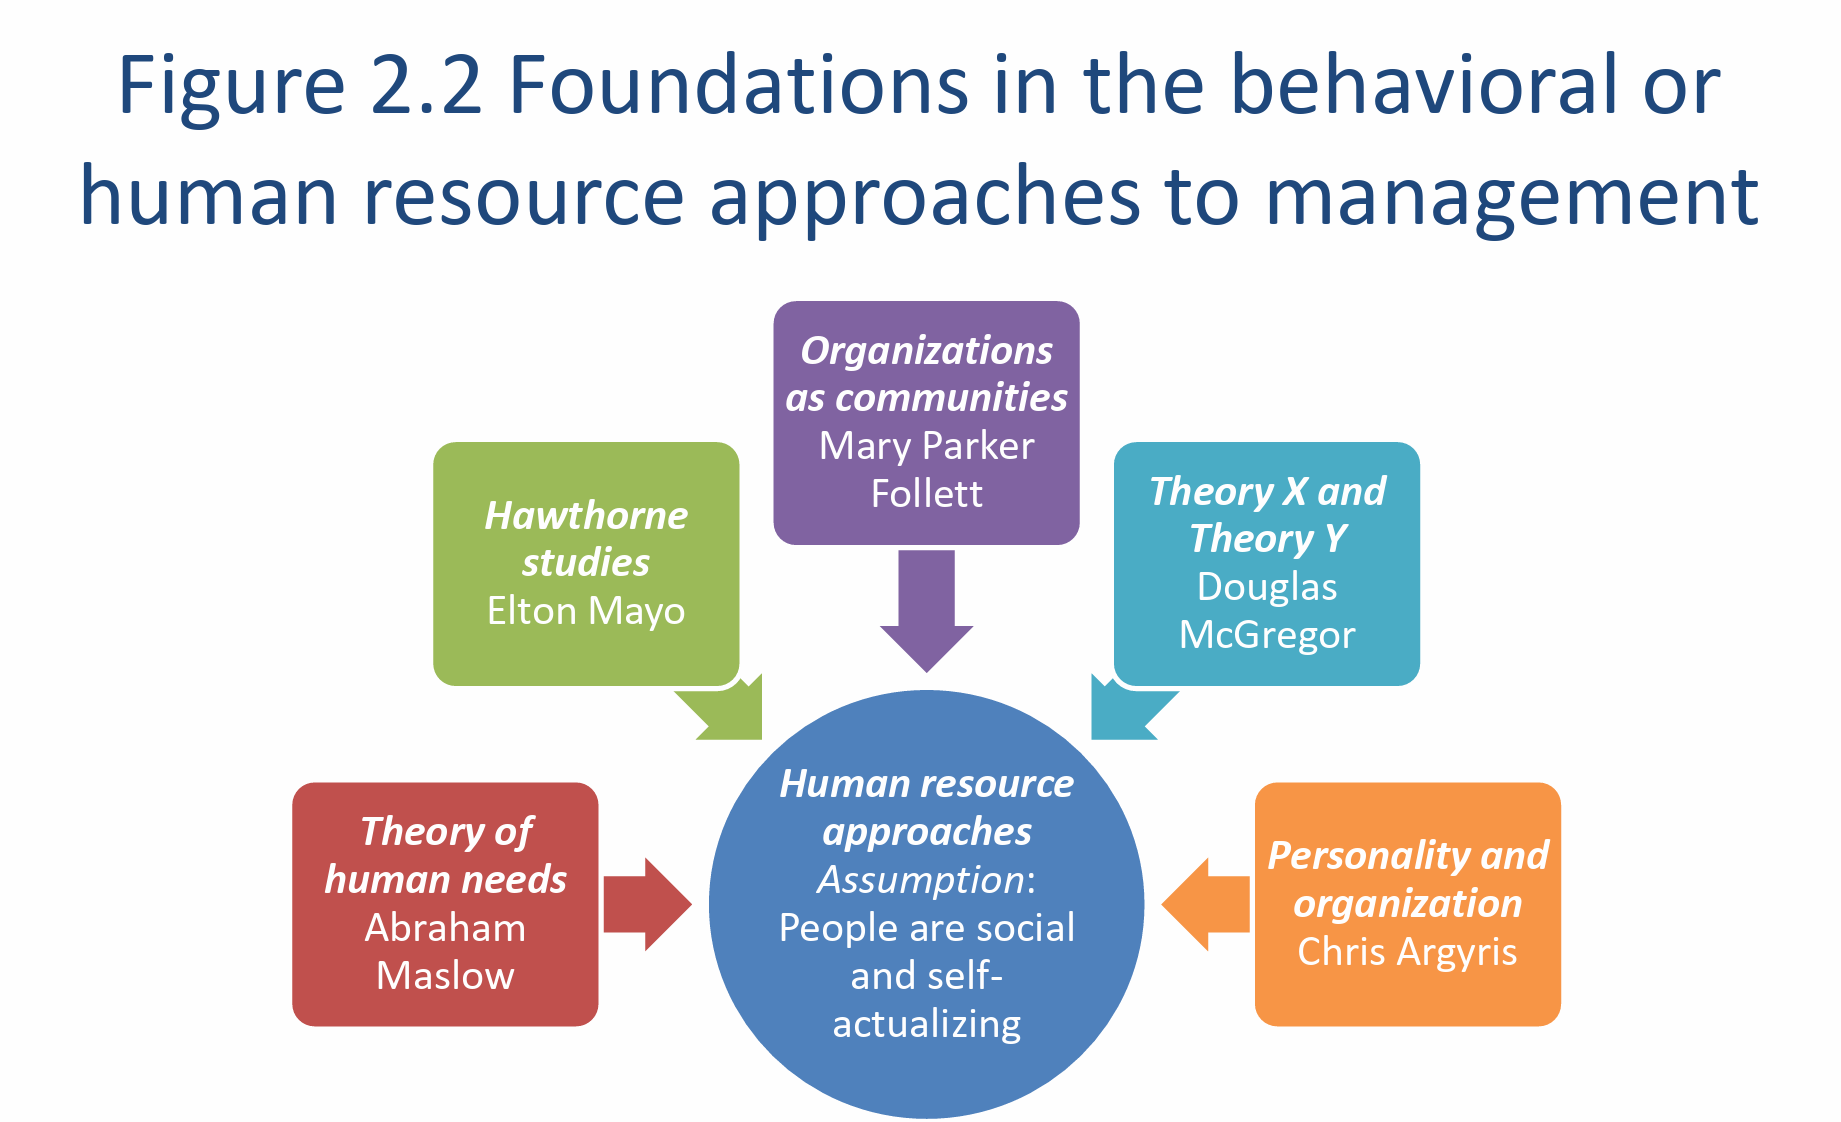 Figure 2.2 Foundations in the behavioral or
human resource approaches to management
Organizations
as communities
Mary Parker
Follett
Hawthorne
studies
Elton Mayo
Theory X and
Theory Y
Douglas
McGregor
Theory of
human needs
Abraham
Maslow
Human resource
approaches
Assumption:
People are social
and self-
actualizing
Personality and
organization
Chris Argyris